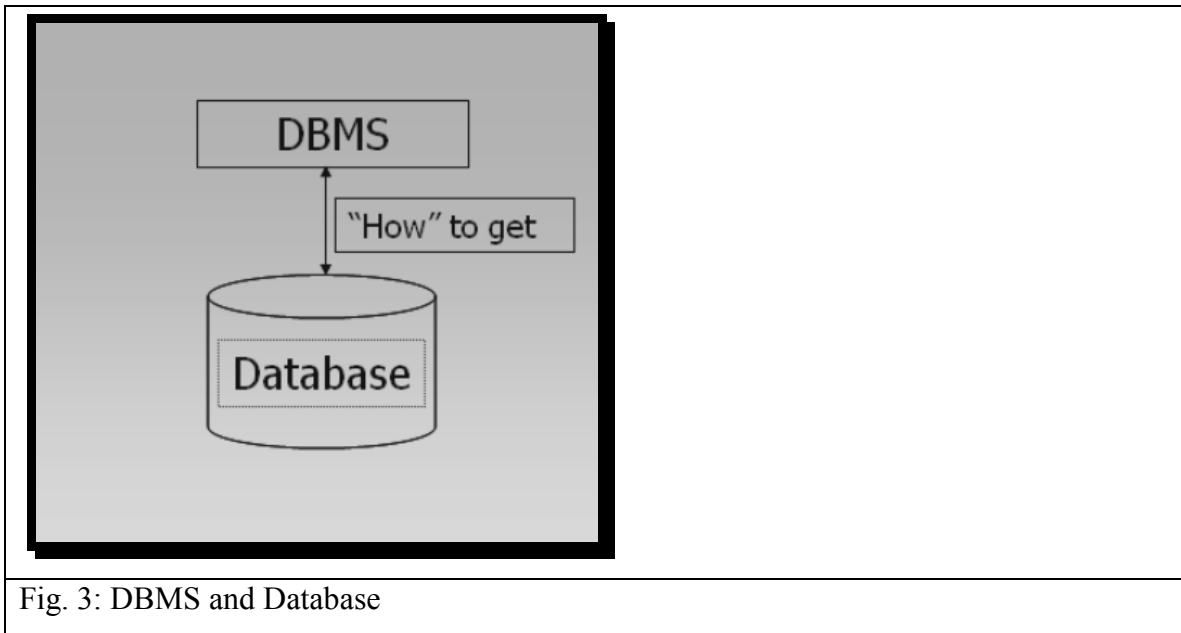 DBMS
“How” to get
Database
Fig. 3: DBMS and Database